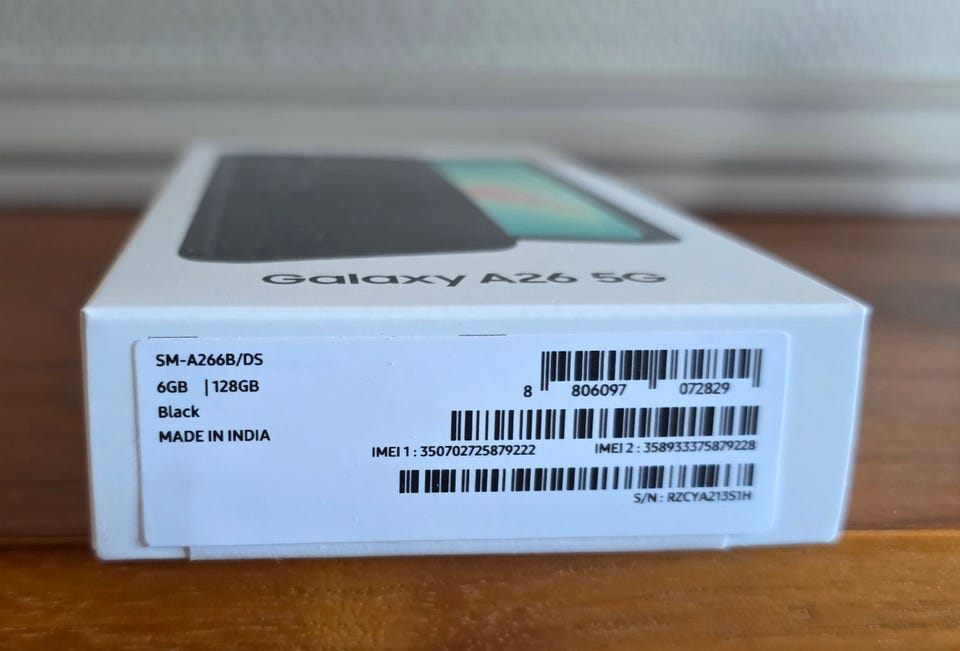 Galaxy A26 5G
SM-A266B/DS
6GB | 128GB
Black
MADE IN INDIA
8 806097 072829
IMEI 1 : 350702725879222 IMEI 2 : 358933375879228
S/N : RZCYA213S1H